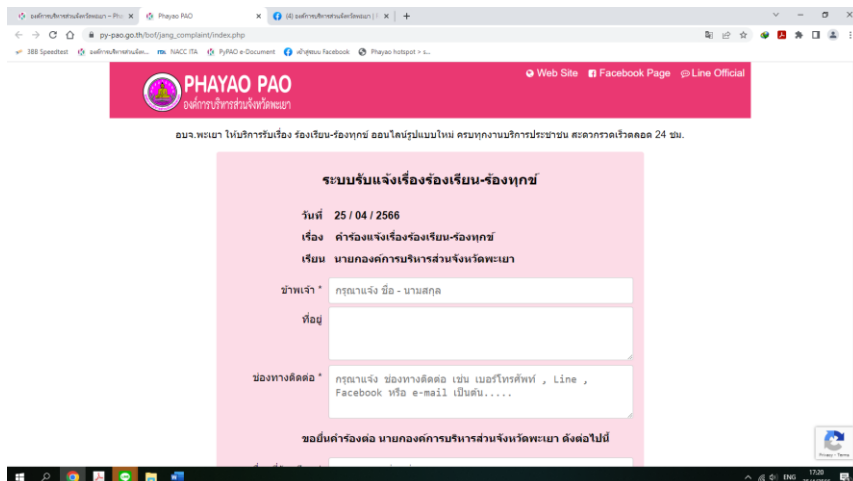 Phayao PAO
py-pao.go.th/bof/jang_complaint/index.php
3BB Speedtest
NACC ITA
PyPAO e-Document
เข้าสู่ระบบ Facebook
Phayao hotspot > s...
PHAYAO PAO
องค์การบริหารส่วนจังหวัดพะเยา
Web Site Facebook Page Line Official
อบจ.พะเยา ให้บริการรับเรื่อง ร้องเรียน-ร้องทุกข์ ออนไลน์รูปแบบใหม่ ครบทุกงานบริการประชาชน สะดวกรวดเร็วตลอด 24 ชม.
ระบบรับแจ้งเรื่องร้องเรียน-ร้องทุกข์
วันที่ 25 / 04 / 2566
เรื่อง คำร้องแจ้งเรื่องร้องเรียน-ร้องทุกข์
เรียน นายกองค์การบริหารส่วนจังหวัดพะเยา
ข้าพเจ้า * กรุณาแจ้ง ชื่อ - นามสกุล
ที่อยู่
ช่องทางติดต่อ * กรุณาแจ้ง ช่องทางติดต่อ เช่น เบอร์โทรศัพท์ , Line ,
Facebook หรือ e-mail เป็นต้น.....
ขอยื่นคำร้องต่อ นายกองค์การบริหารส่วนจังหวัดพะเยา ดังต่อไปนี้
Privacy - Terms
ENG
17:20